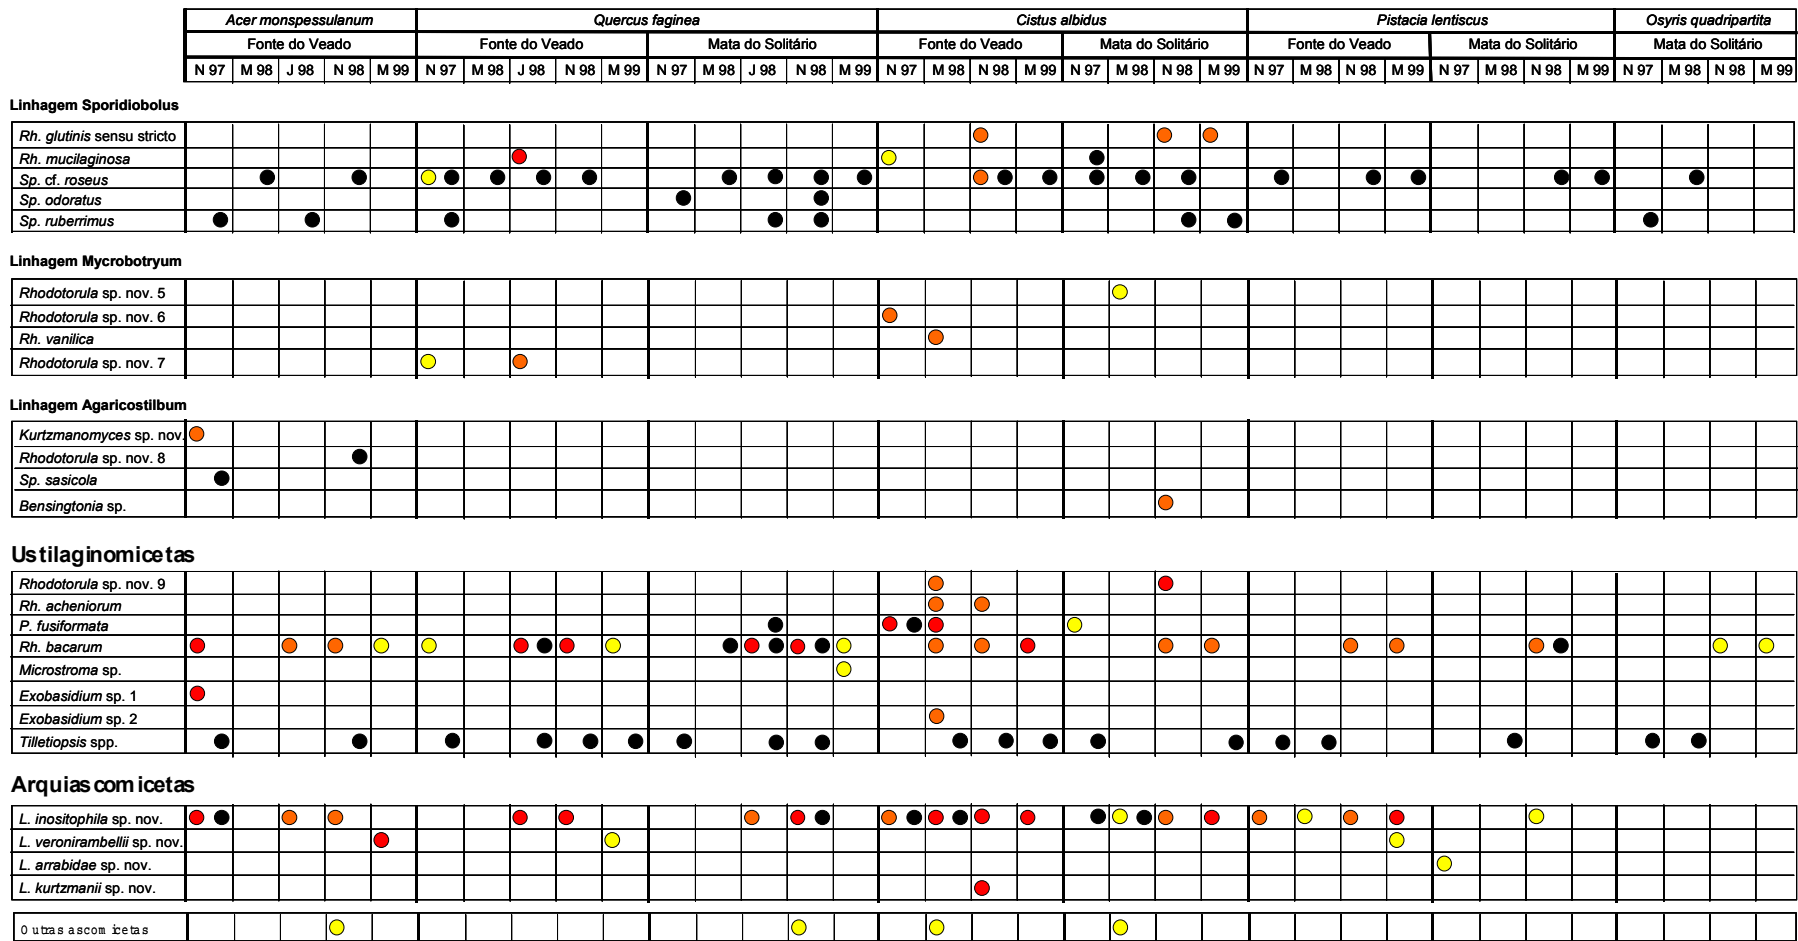 Acer monspessulanum Quercus faginea Cistus albidus Pistacia lentiscus Osyris quadripartita
Fonte do Veado Fonte do Veado Mata do Solitário Fonte do Veado Mata do Solitário Fonte do Veado Mata do Solitário Mata do Solitário
N 97 M 98 J 98 N 98 M 99 N 97 M 98 J 98 N 98 M 99 N 97 M 98 J 98 N 98 M 99 N 97 M 98 N 98 M 99 N 97 M 98 N 98 M 99 N 97 M 98 N 98 M 99 N 97 M 98 N 98 M 99 N 97 M 98 N 98 M 99
Linhagem Sporidiobolus
Rh. glutinis sensu stricto
Rh. mucilaginosa
Sp. cf. roseus
Sp. odoratus
Sp. ruberrimus
Linhagem Mycrobotryum
Rhodotorula sp. nov. 5
Rhodotorula sp. nov. 6
Rh. vanilica
Rhodotorula sp. nov. 7
Linhagem Agaricostilbum
Kurtzmanomyces sp. nov.
Rhodotorula sp. nov. 8
Sp. sasicola
Bensingtonia sp.
Ustilaginomicetas
Rhodotorula sp. nov. 9
Rh. acheniorum
P. fusiformata
Rh. bacarum
Microstroma sp.
Exobasidium sp. 1
Exobasidium sp. 2
Tilletiopsis spp.
Arquiascomicetas
L. inositophila sp. nov.
L. veronirambellii sp. nov.
L. arrabidae sp. nov.
L. kurtzmanii sp. nov.
Outras ascomicetas